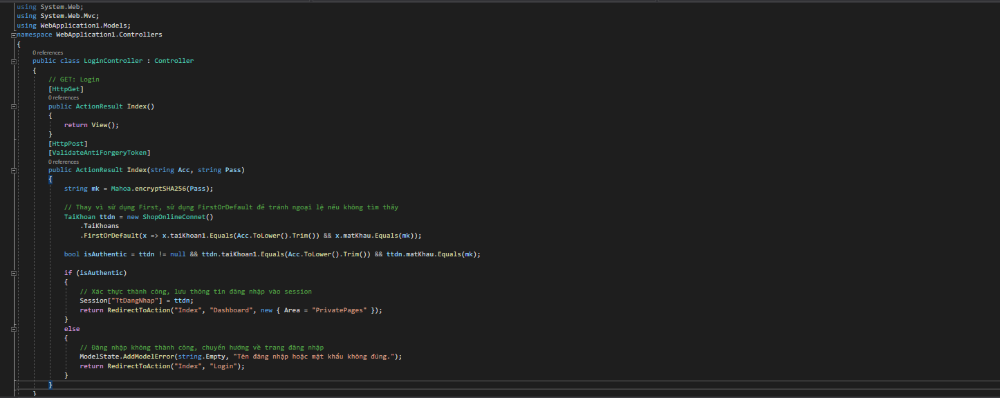 using System.Web;
using System.Web.Mvc;
using WebApplication1.Models;
namespace WebApplication1.Controllers
{
0 references
public class LoginController : Controller
{
// GET: Login
[HttpGet]
0 references
public ActionResult Index()
{
return View();
}
[HttpPost]
[ValidateAntiForgeryToken]
0 references
public ActionResult Index(string Acc, string Pass)
{
string mk = Mahoa.encryptSHA256(Pass);
// Thay vì sử dụng First, sử dụng FirstOrDefault để tránh ngoại lệ nếu không tìm thấy
TaiKhoan ttdn = new ShopOnlineConnet()
.TaiKhoans
.FirstOrDefault(x => x.taiKhoan1.Equals(Acc.ToLower().Trim()) && x.matKhau.Equals(mk));
bool isAuthentic = ttdn != null && ttdn.taiKhoan1.Equals(Acc.ToLower().Trim()) && ttdn.matKhau.Equals(mk);
if (isAuthentic)
{
// Xác thực thành công, lưu thông tin đăng nhập vào session
Session["TtDangNhap"] = ttdn;
return RedirectToAction("Index", "Dashboard", new { Area = "PrivatePages" });
}
else
{
// Đăng nhập không thành công, chuyển hướng về trang đăng nhập
ModelState.AddModelError(string.Empty, "Tên đăng nhập hoặc mật khẩu không đúng.");
return RedirectToAction("Index", "Login");
}
}
}